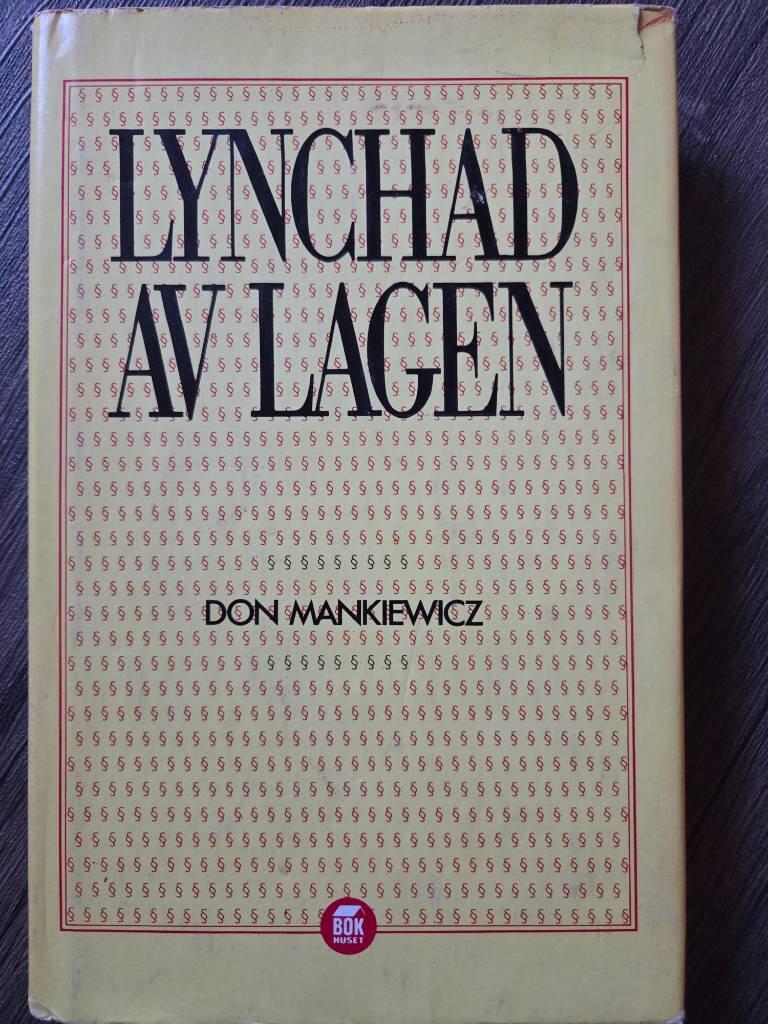 LYNCHAD
AV LAGEN
DON MANKIEWICZ
BOK
HUSET